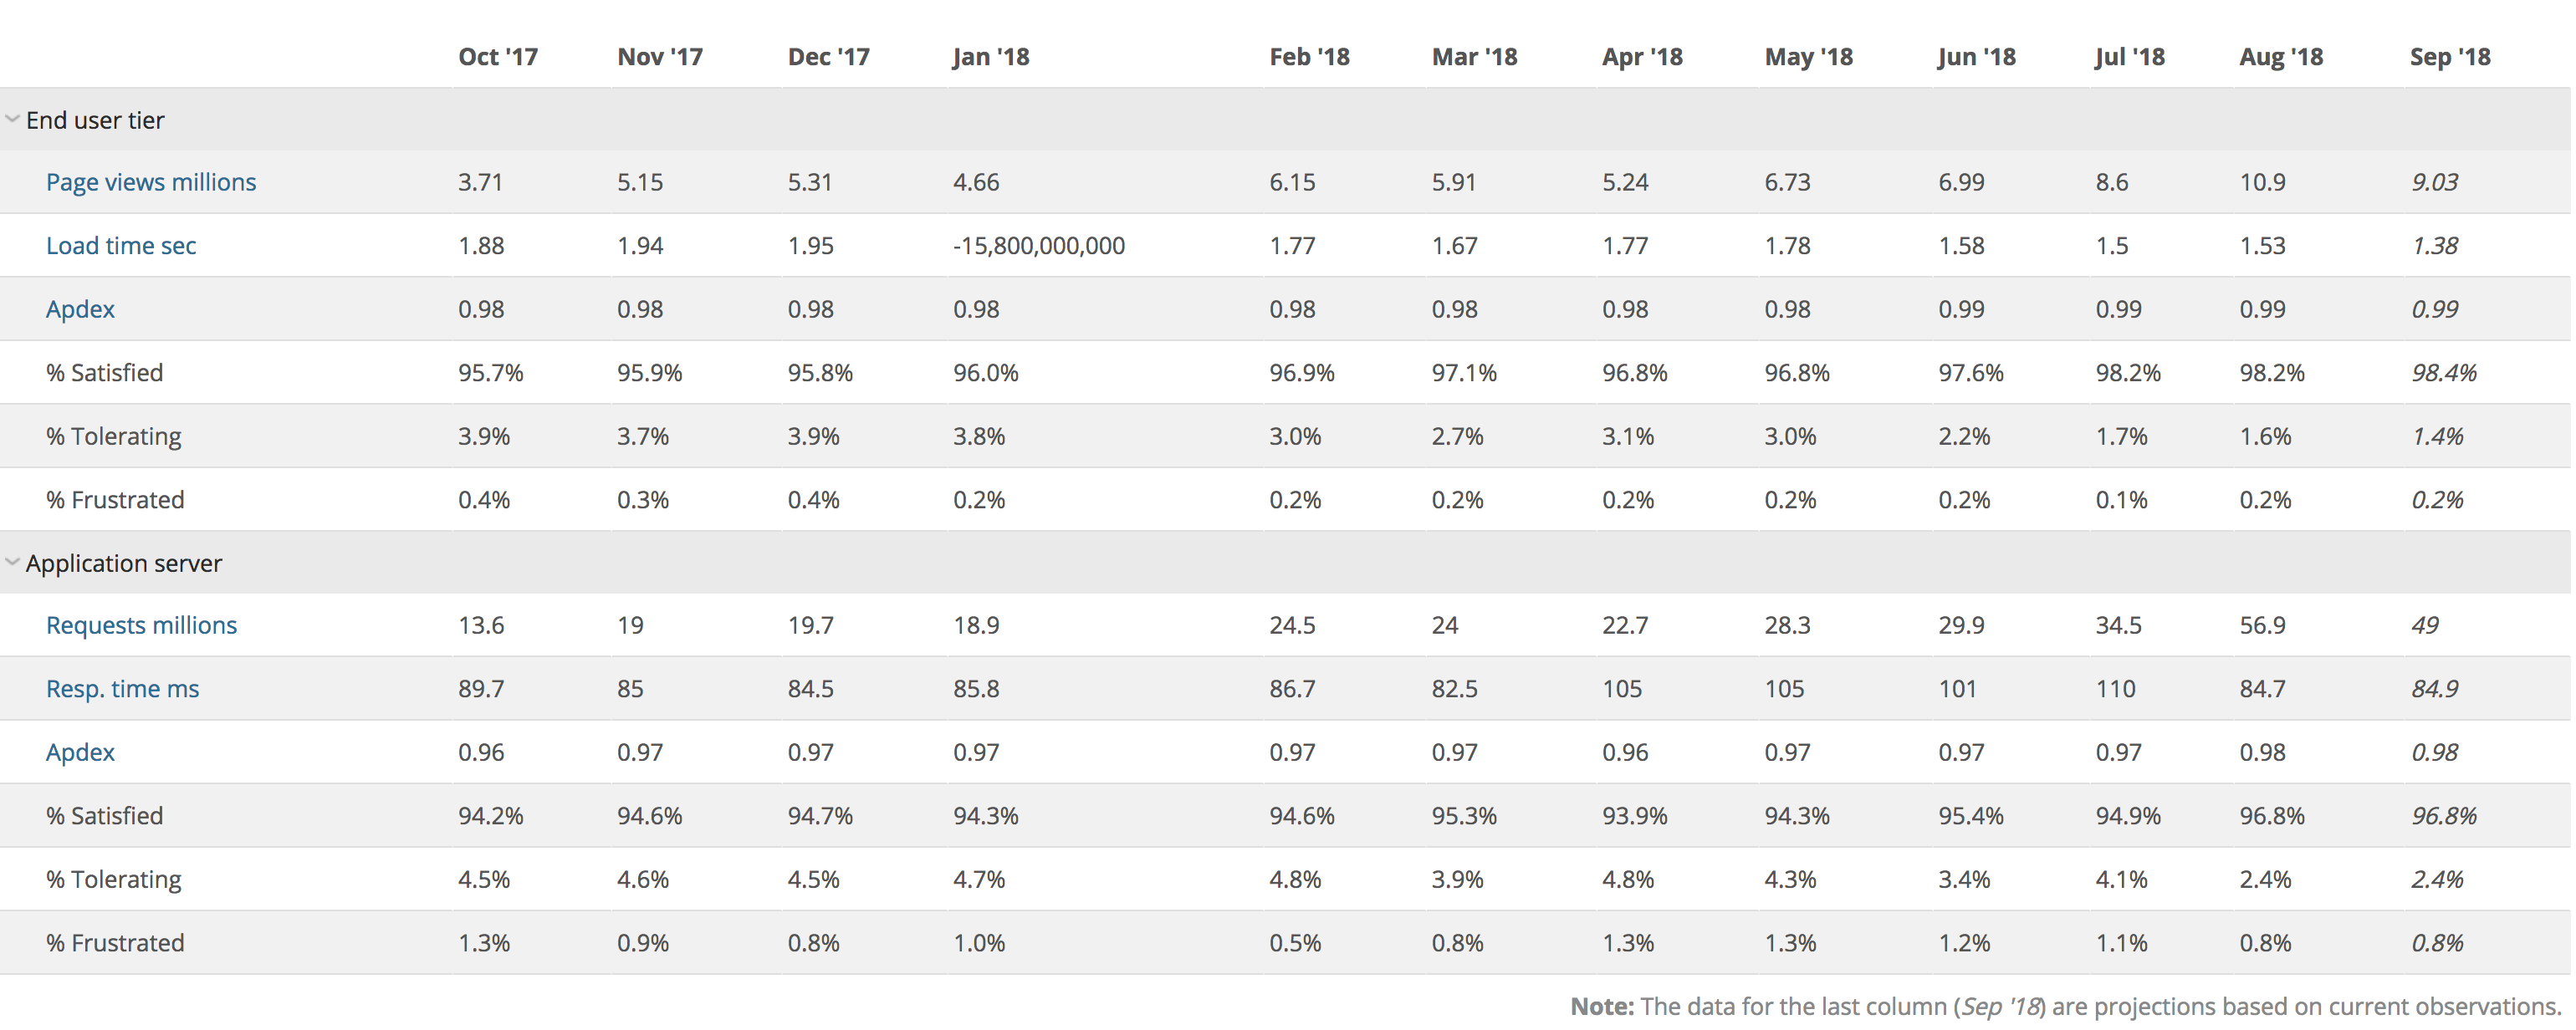 Oct '17 Nov '17 Dec '17 Jan '18 Feb '18 Mar '18 Apr '18 May '18 Jun '18 Jul '18 Aug '18 Sep '18
End user tier
Page views millions 3.71 5.15 5.31 4.66 6.15 5.91 5.24 6.73 6.99 8.6 10.9 9.03
Load time sec 1.88 1.94 1.95 -15,800,000,000 1.77 1.67 1.77 1.78 1.58 1.5 1.53 1.38
Apdex 0.98 0.98 0.98 0.98 0.98 0.98 0.98 0.98 0.99 0.99 0.99 0.99
% Satisfied 95.7% 95.9% 95.8% 96.0% 96.9% 97.1% 96.8% 96.8% 97.6% 98.2% 98.2% 98.4%
% Tolerating 3.9% 3.7% 3.9% 3.8% 3.0% 2.7% 3.1% 3.0% 2.2% 1.7% 1.6% 1.4%
% Frustrated 0.4% 0.3% 0.4% 0.2% 0.2% 0.2% 0.2% 0.2% 0.2% 0.1% 0.2% 0.2%
Application server
Requests millions 13.6 19 19.7 18.9 24.5 24 22.7 28.3 29.9 34.5 56.9 49
Resp. time ms 89.7 85 84.5 85.8 86.7 82.5 105 105 101 110 84.7 84.9
Apdex 0.96 0.97 0.97 0.97 0.97 0.97 0.96 0.97 0.97 0.97 0.98 0.98
% Satisfied 94.2% 94.6% 94.7% 94.3% 94.6% 95.3% 93.9% 94.3% 95.4% 94.9% 96.8% 96.8%
% Tolerating 4.5% 4.6% 4.5% 4.7% 4.8% 3.9% 4.8% 4.3% 3.4% 4.1% 2.4% 2.4%
% Frustrated 1.3% 0.9% 0.8% 1.0% 0.5% 0.8% 1.3% 1.3% 1.2% 1.1% 0.8% 0.8%
Note: The data for the last column (Sep '18) are projections based on current observations.